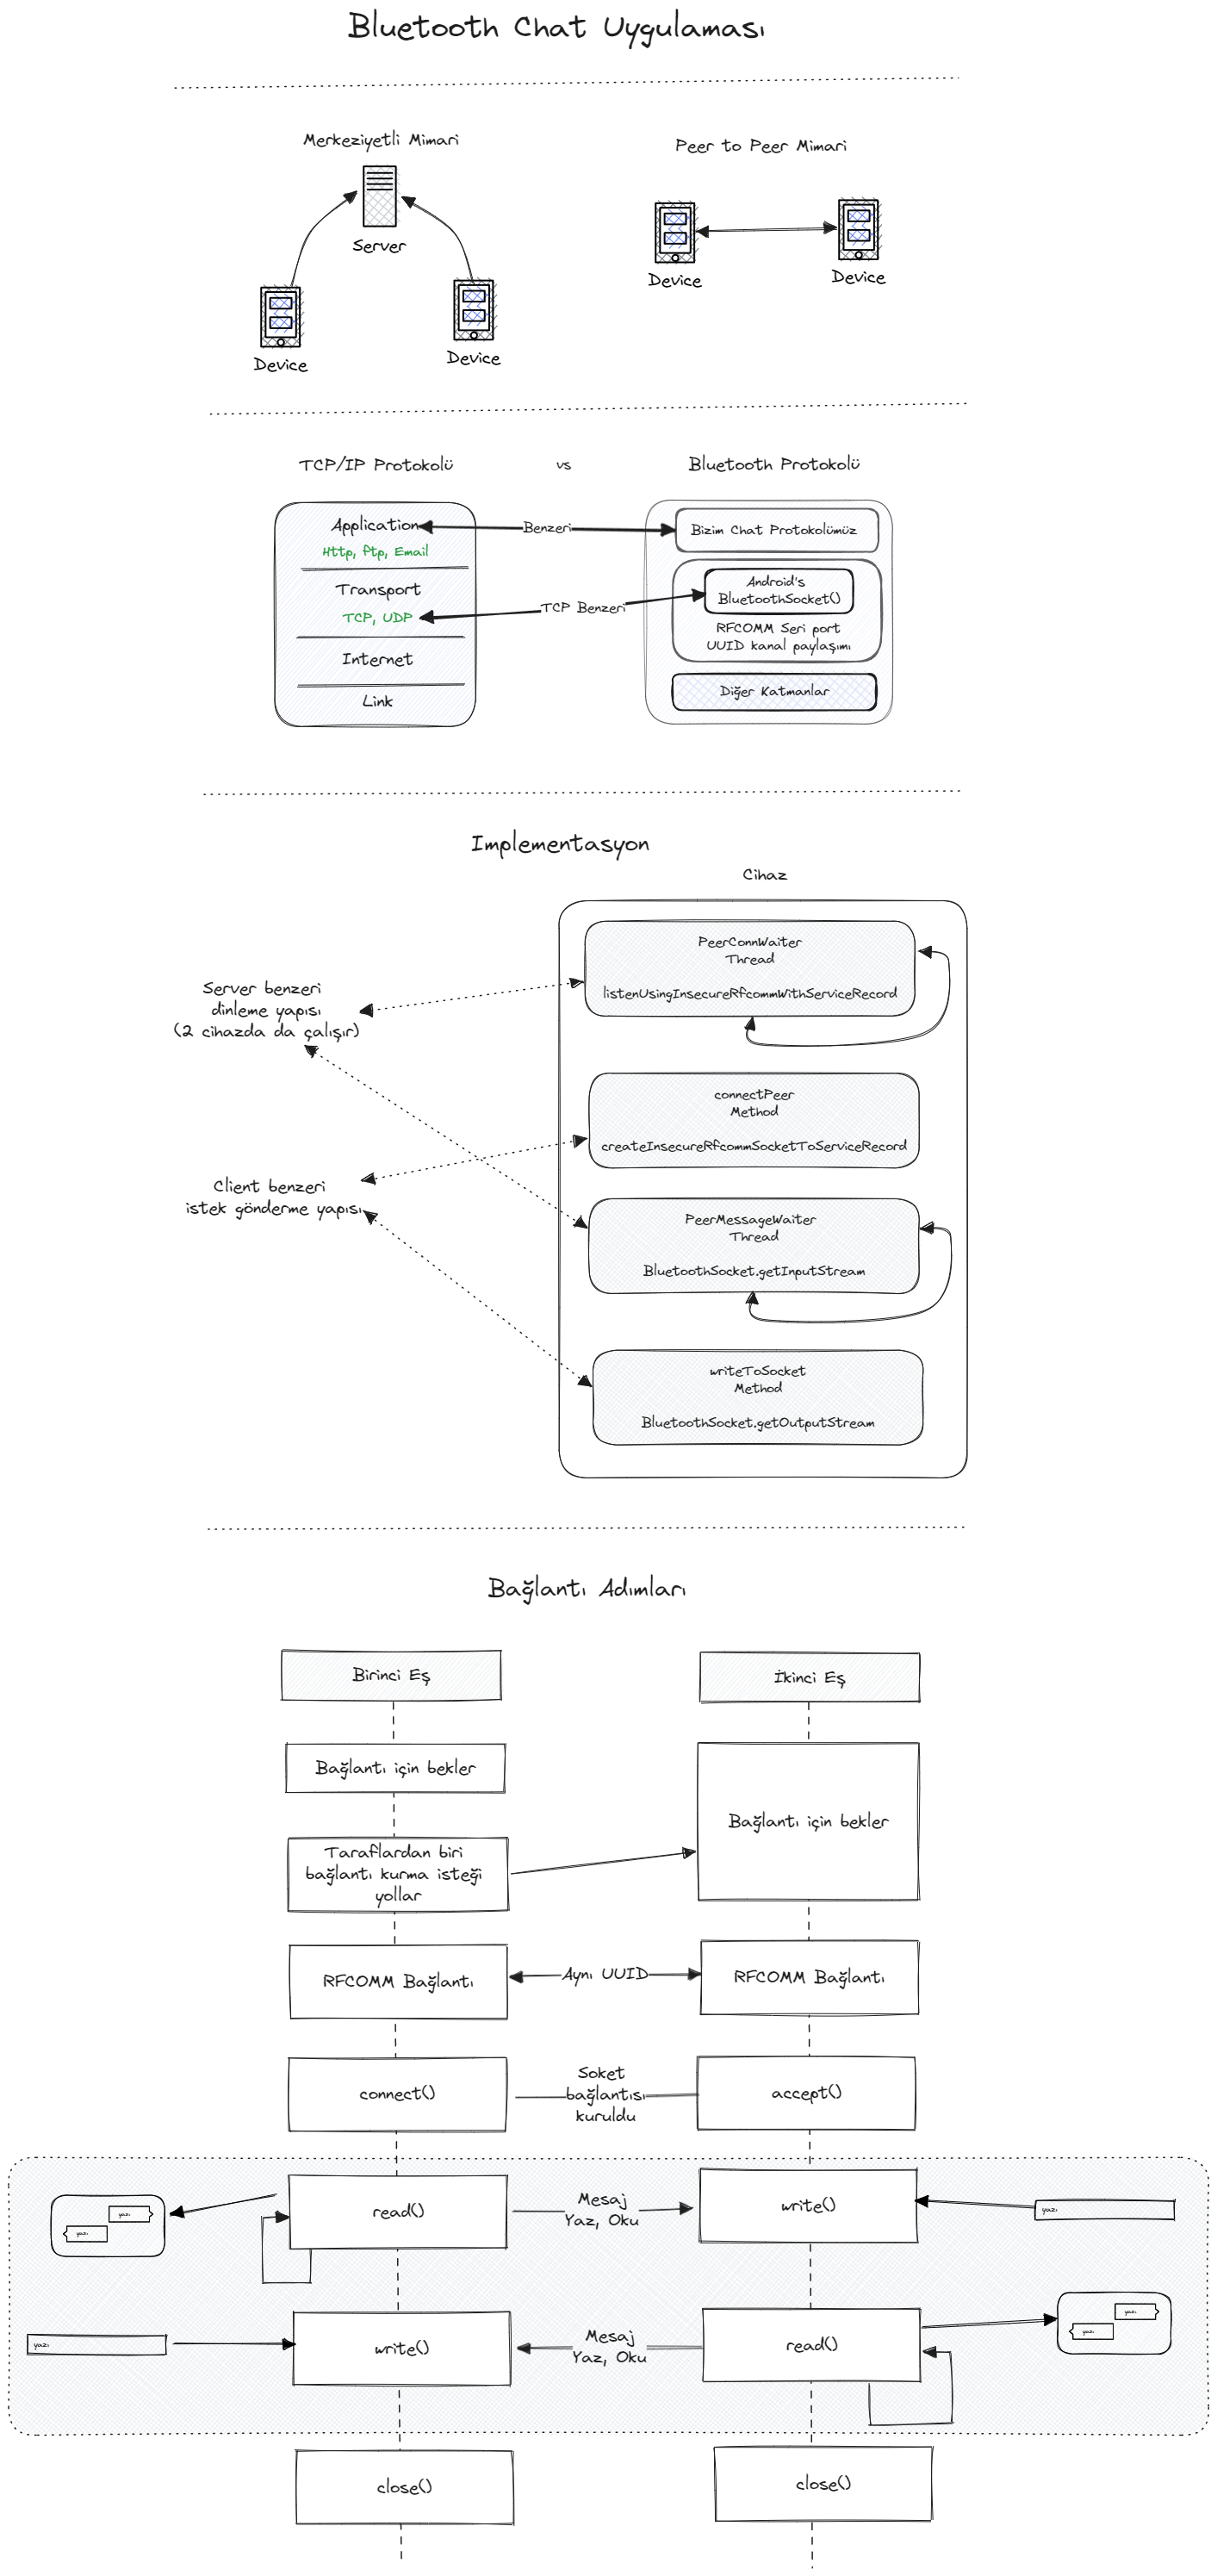 Bluetooth Chat Uygulaması
Merkeziyetli Mimari
Server
Device
Device
Peer to Peer Mimari
Device
Device
TCP/IP Protokolü
vs
Bluetooth Protokolü
Application
Http, ftp, Email
Transport
TCP, UDP
Internet
Link
Benzeri
TCP Benzeri
Bizim Chat Protokolümüz
Android's
BluetoothSocket()
RFCOMM Seri port
UUID kanal paylaşımı
Diğer Katmanlar
Implementasyon
Cihaz
Server benzeri
dinleme yapısı
(2 cihazda da çalışır)
Client benzeri
istek gönderme yapısı
PeerConnWaiter
Thread
listenUsingInsecureRfcommWithServiceRecord
connectPeer
Method
createInsecureRfcommSocketToServiceRecord
PeerMessageWaiter
Thread
BluetoothSocket.getInputStream
writeToSocket
Method
BluetoothSocket.getOutputStream
Bağlantı Adımları
Birinci Eş
İkinci Eş
Bağlantı için bekler
Bağlantı için bekler
Taraflardan biri
bağlantı kurma isteği
yollar
RFCOMM Bağlantı
Aynı UUID
RFCOMM Bağlantı
connect()
Soket
bağlantısı
kuruldu
accept()
yazı
yazı
read()
Mesaj
Yaz, Oku
write()
yazı
yazı
write()
Mesaj
Yaz, Oku
read()
yazı
yazı
close()
close()